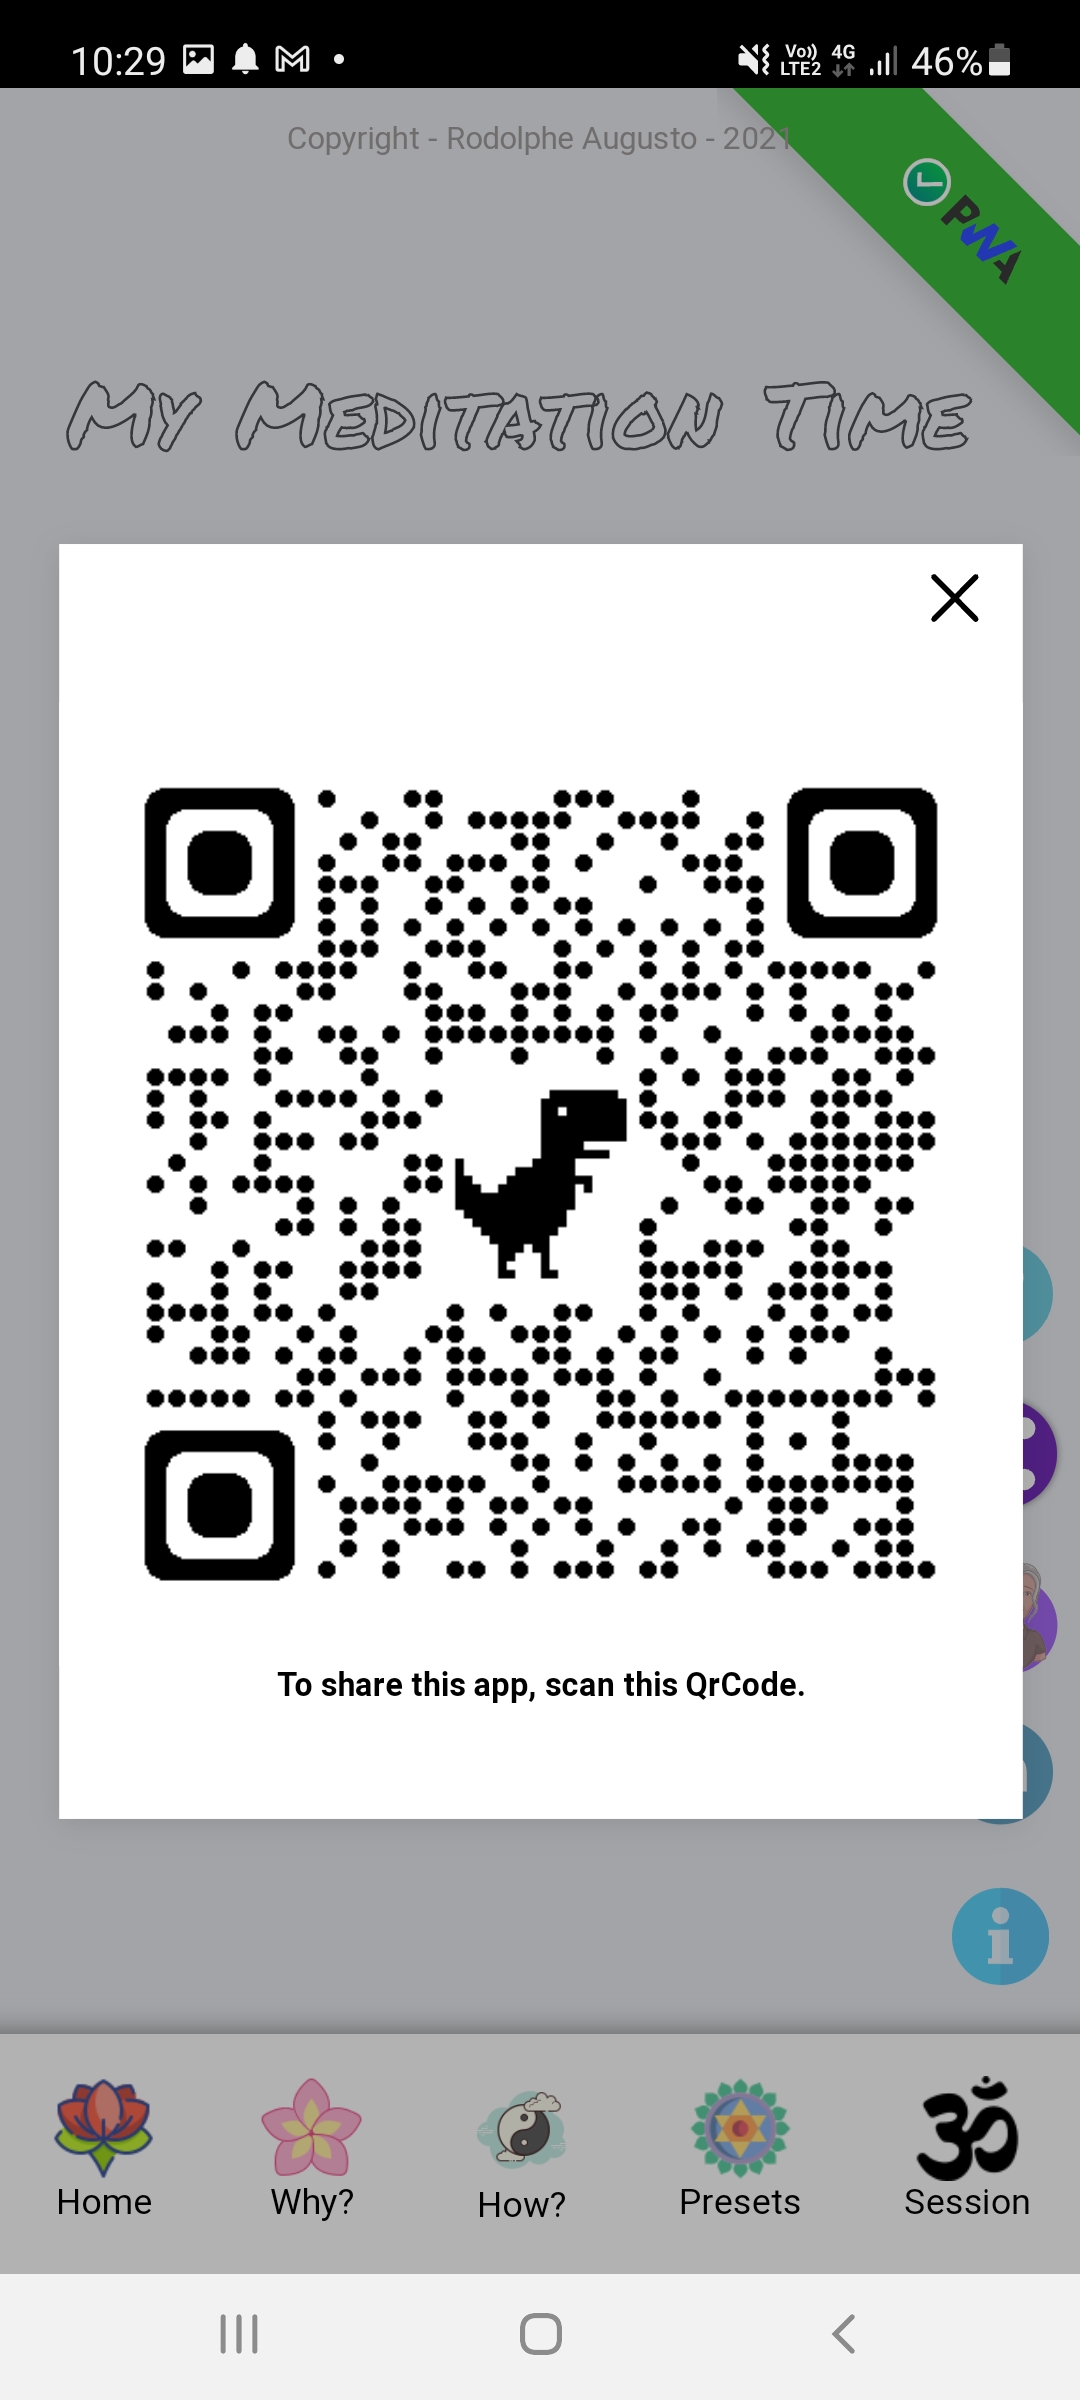 10:29
Vo)) LTE2 4G 46%
Copyright - Rodolphe Augusto - 2021
PWA
My Meditation Time
To share this app, scan this QrCode.
Home Why? How? Presets Session